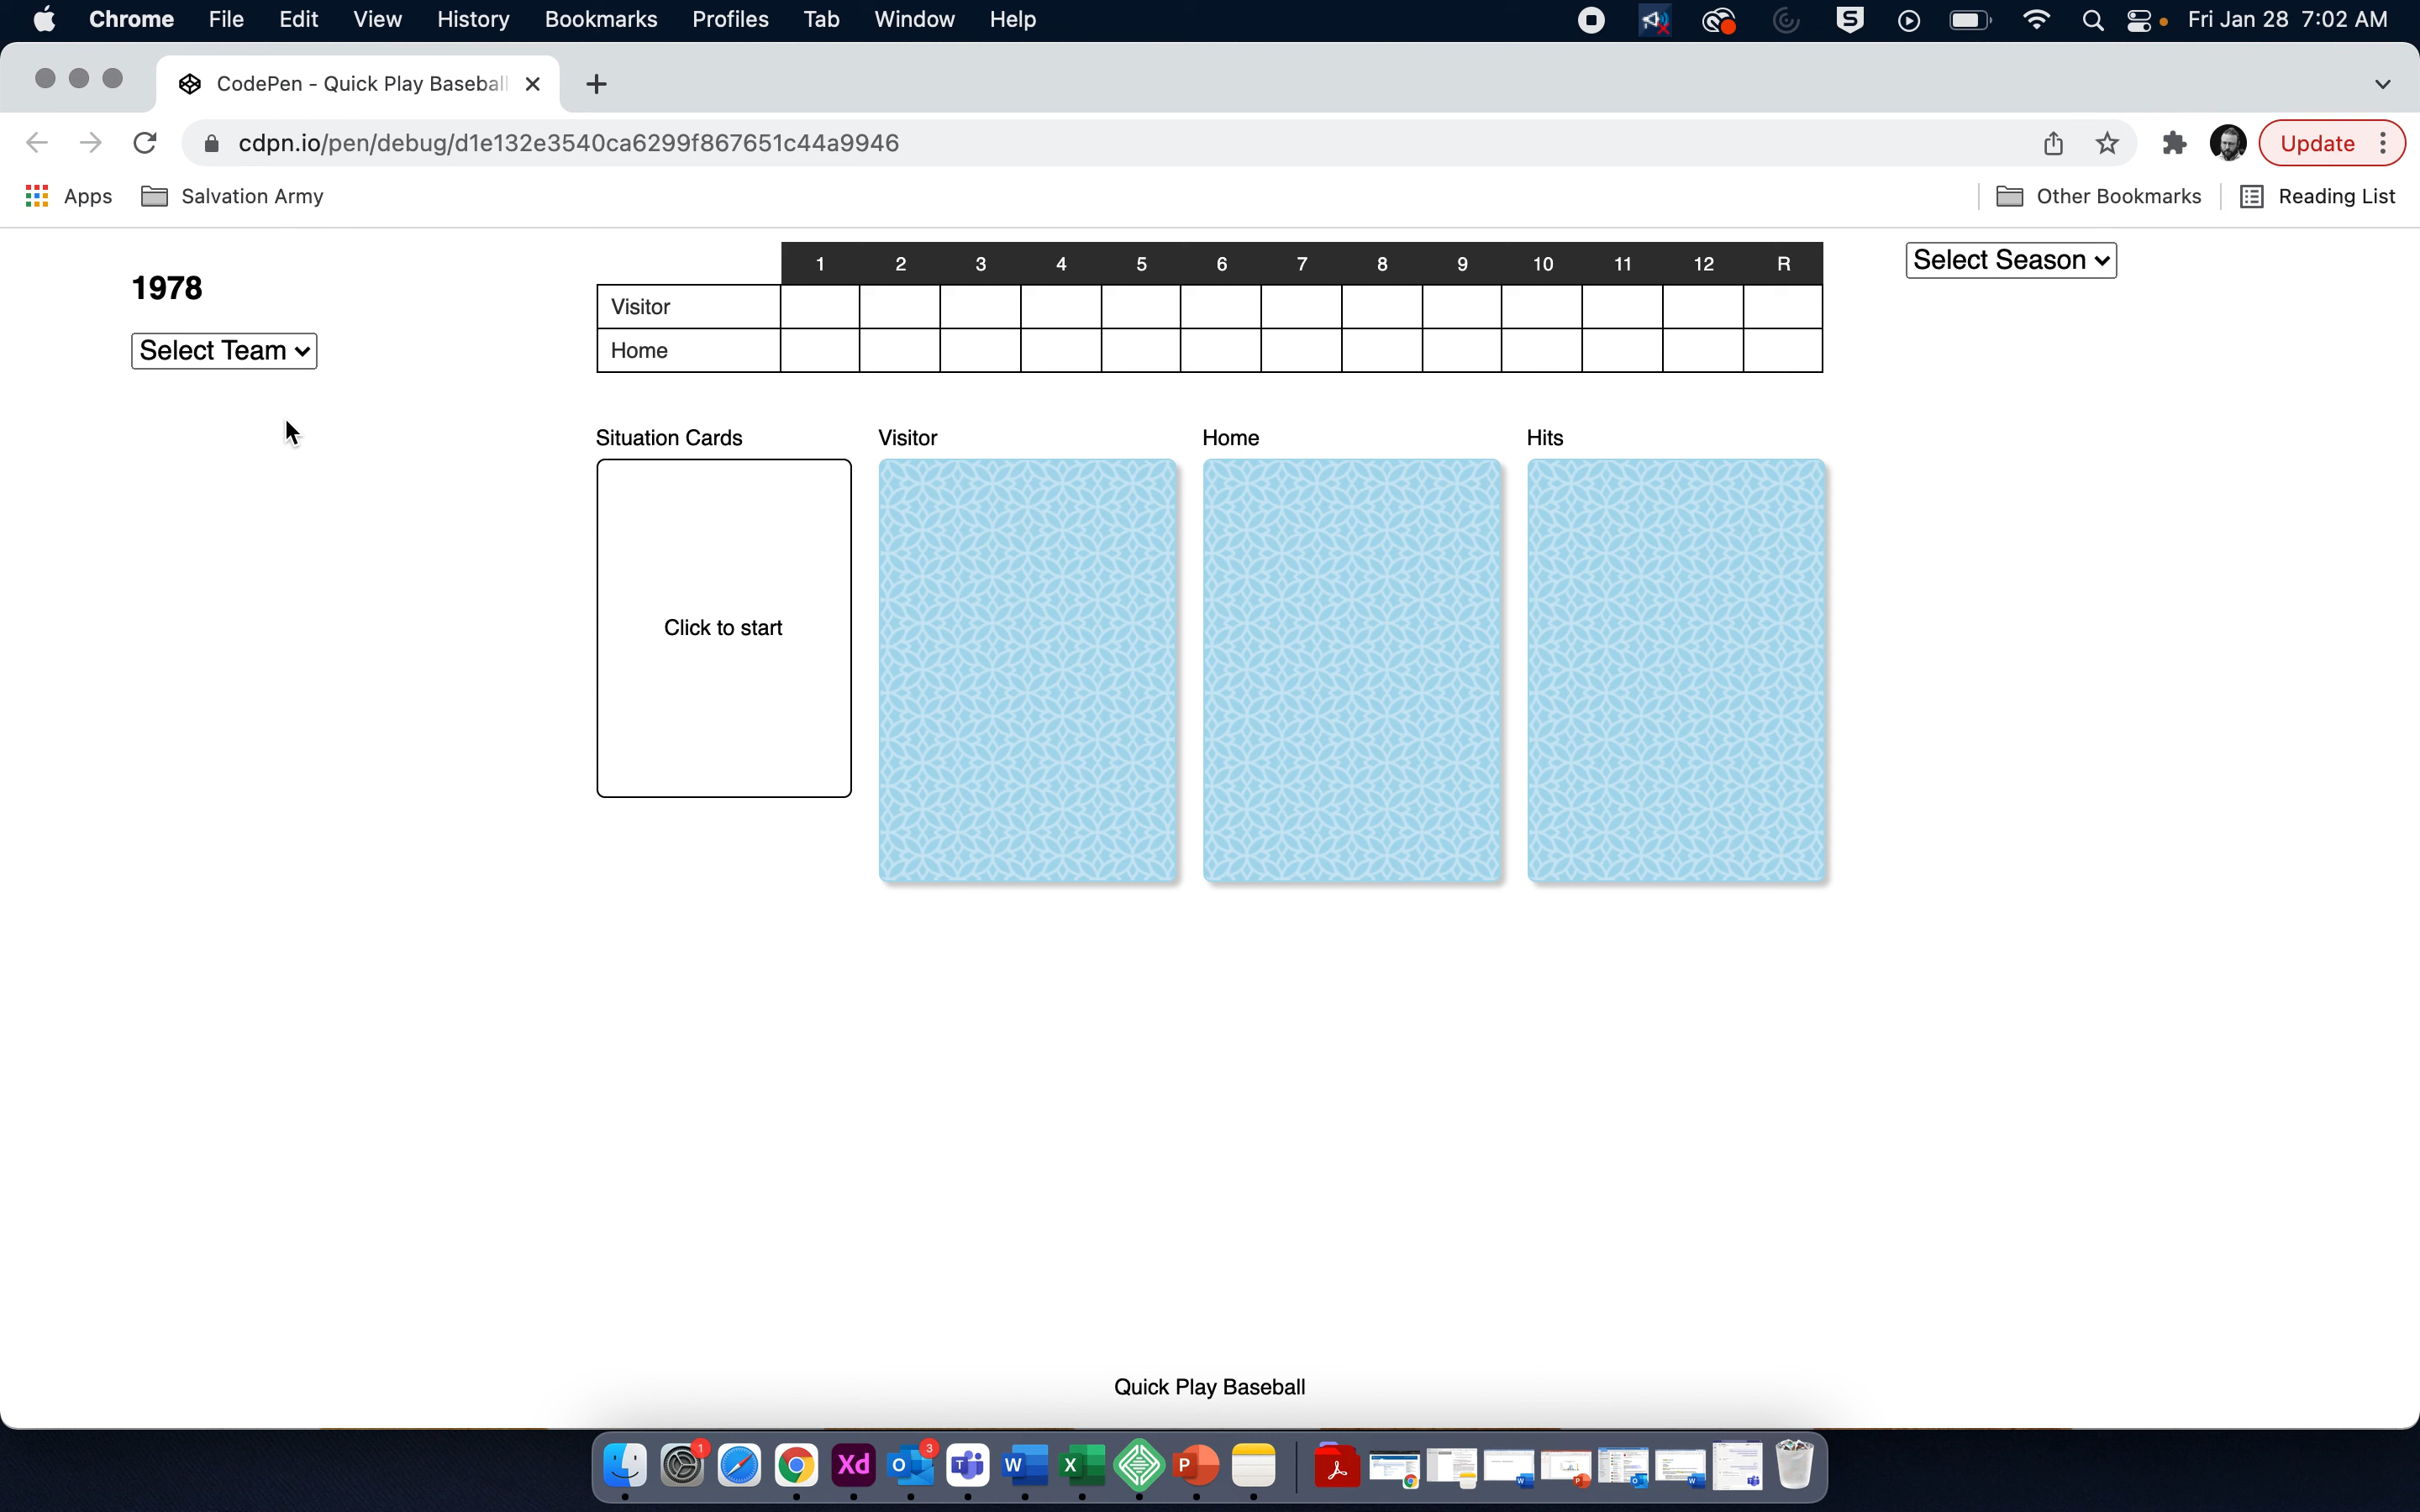 Chrome File Edit View History Bookmarks Profiles Tab Window Help Fri Jan 28 7:02 AM
CodePen - Quick Play Baseball
cdpn.io/pen/debug/d1e132e3540ca6299f867651c44a9946 Update
Apps Salvation Army Other Bookmarks Reading List
1978
Select Team
1 2 3 4 5 6 7 8 9 10 11 12 R
Visitor
Home
Select Season
Situation Cards Visitor Home Hits
Click to start
Quick Play Baseball
1 Xd 3 O T W X P